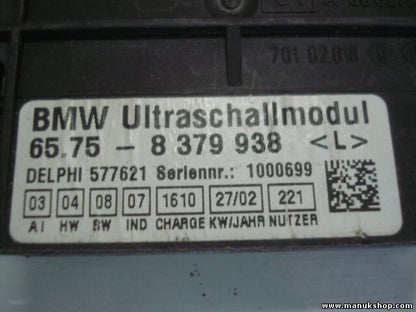 701 02 018
BMW Ultraschallmodul
65.75 - 8 379 938 <L>
DELPHI 577621 Seriennr.: 1000699
03 04 08 07 1610 27/02 221
AI HW SW IND CHARGE KW/JAHR NUTZER
www.manukshop.com